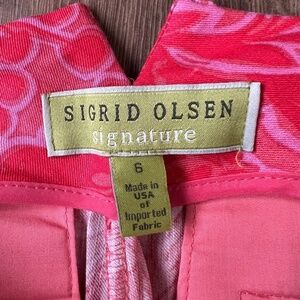 SIGRID OLSEN
signature
6
Made in
USA
of
Imported
Fabric